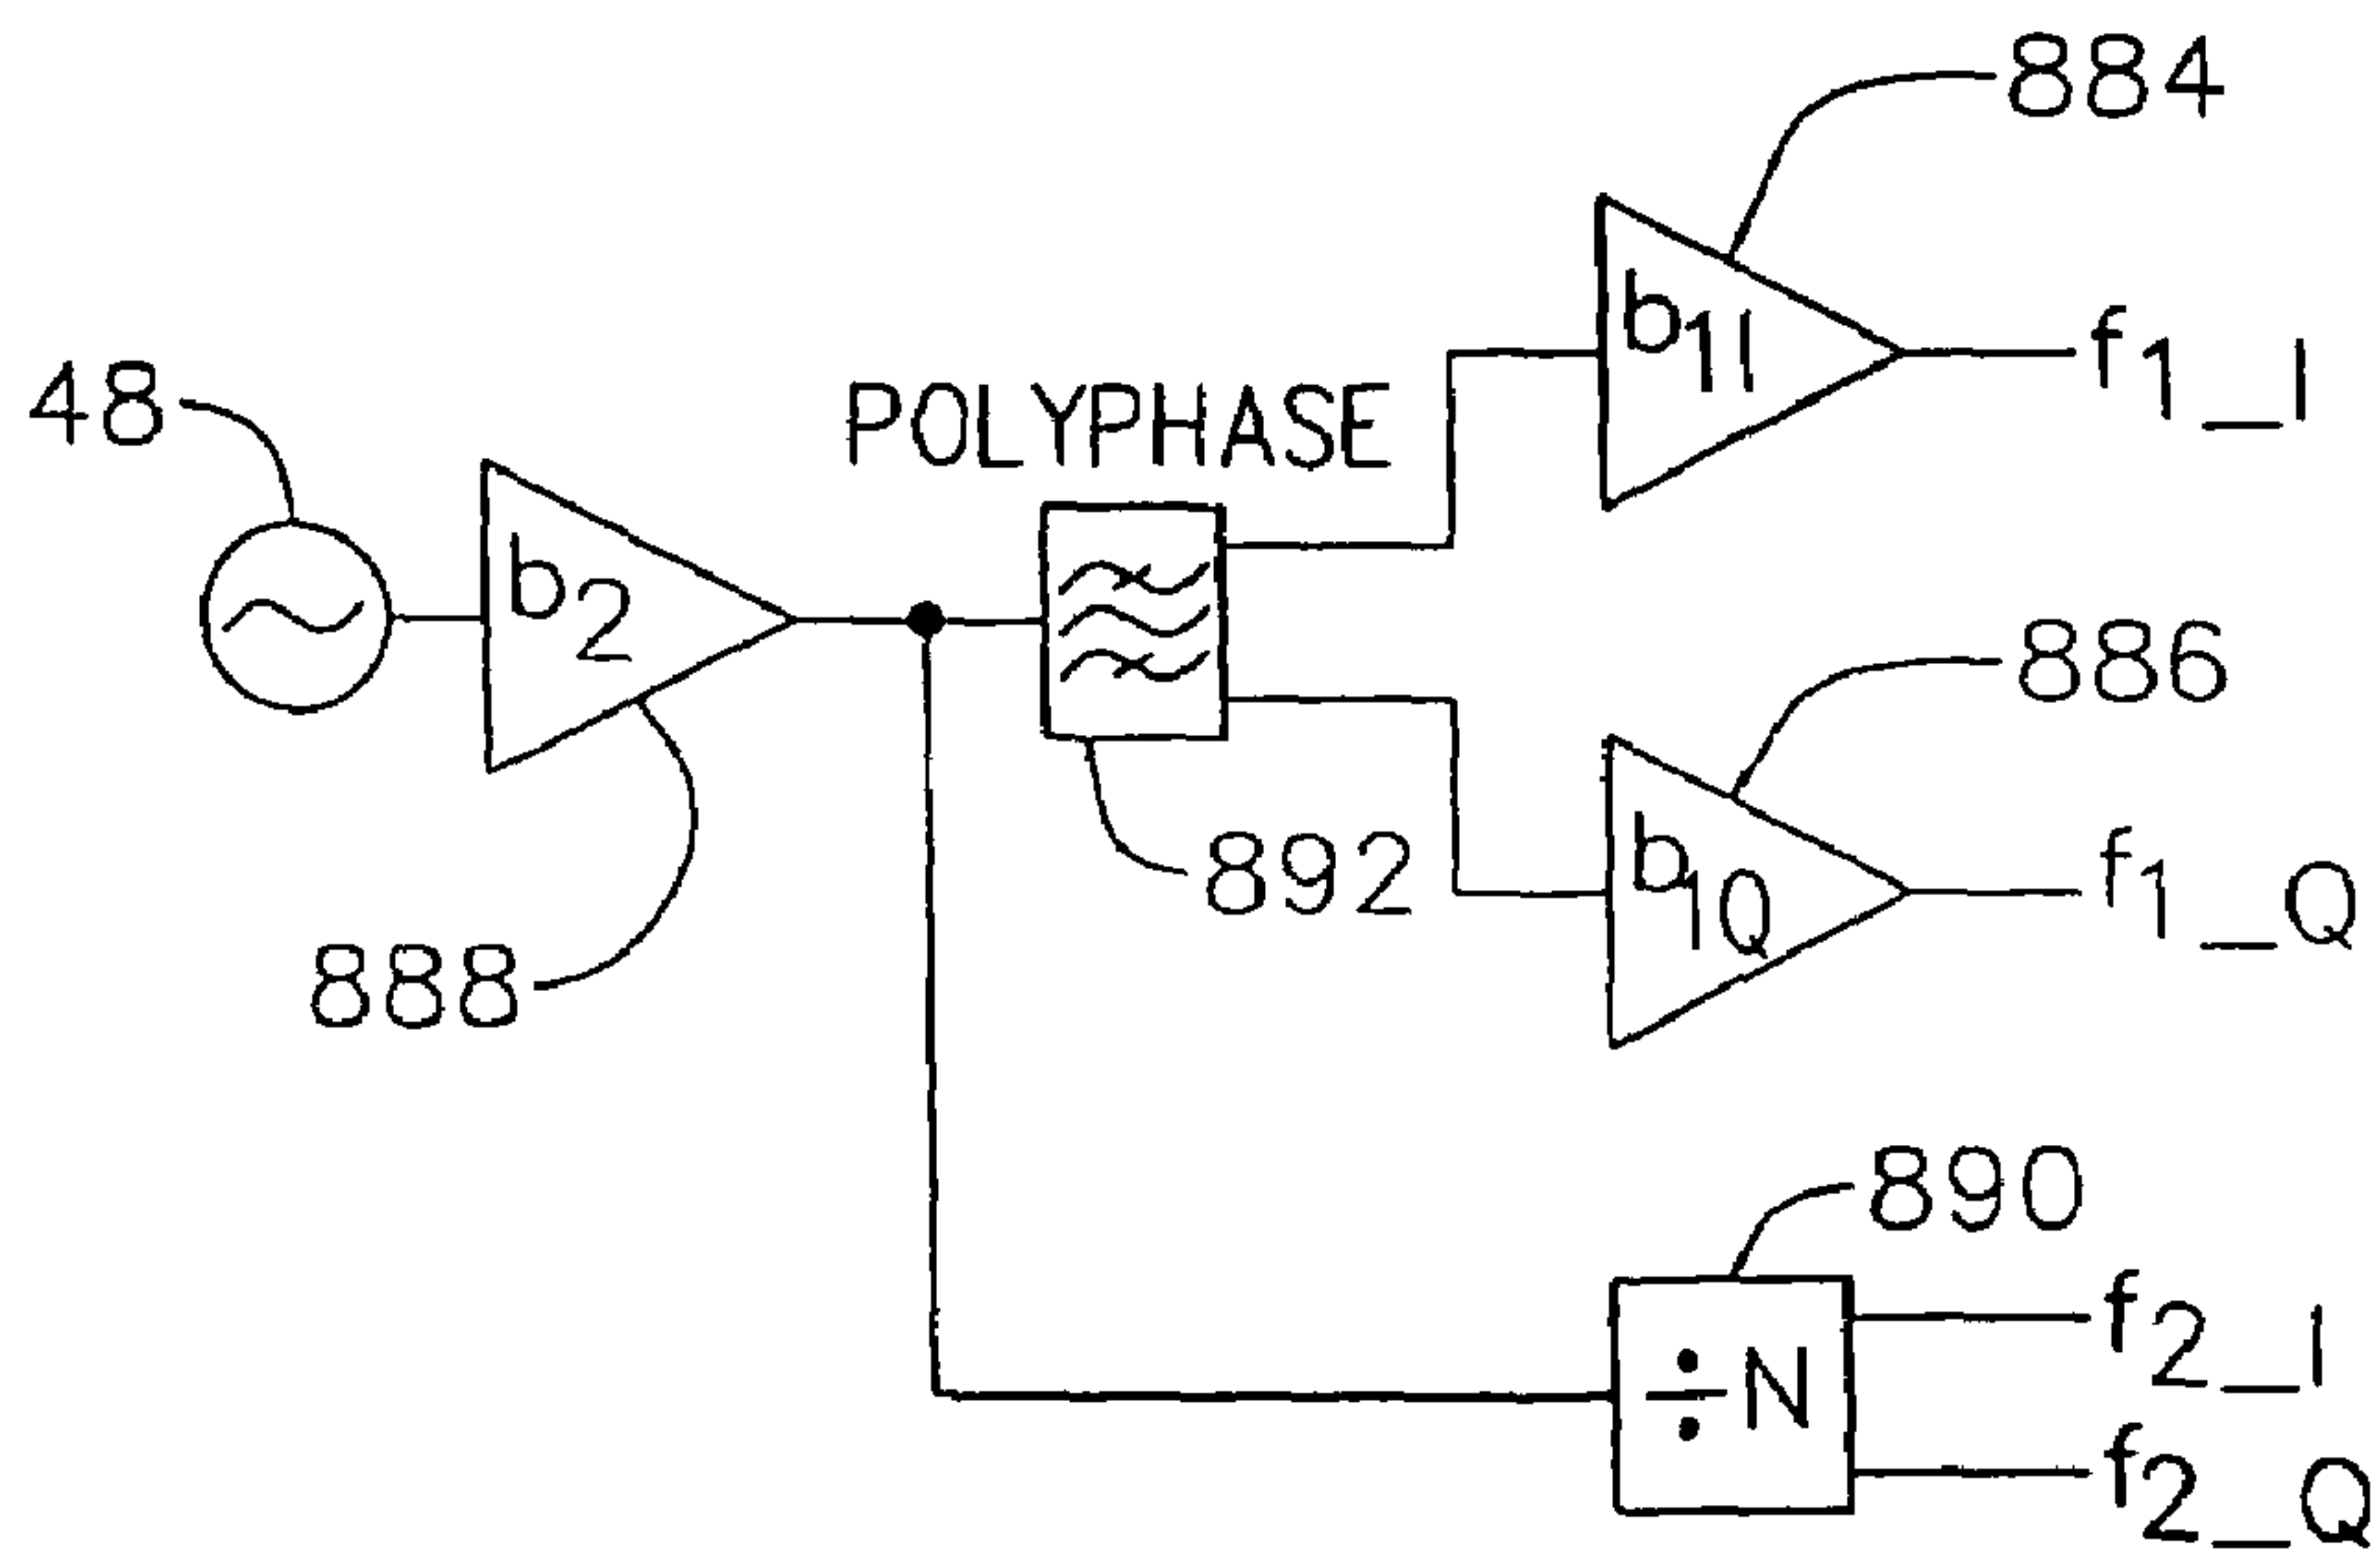 884
b1I
f1_I
48
POLYPHASE
b2
886
892
b1Q
f1_Q
888
890
f2_I
÷N
f2_Q